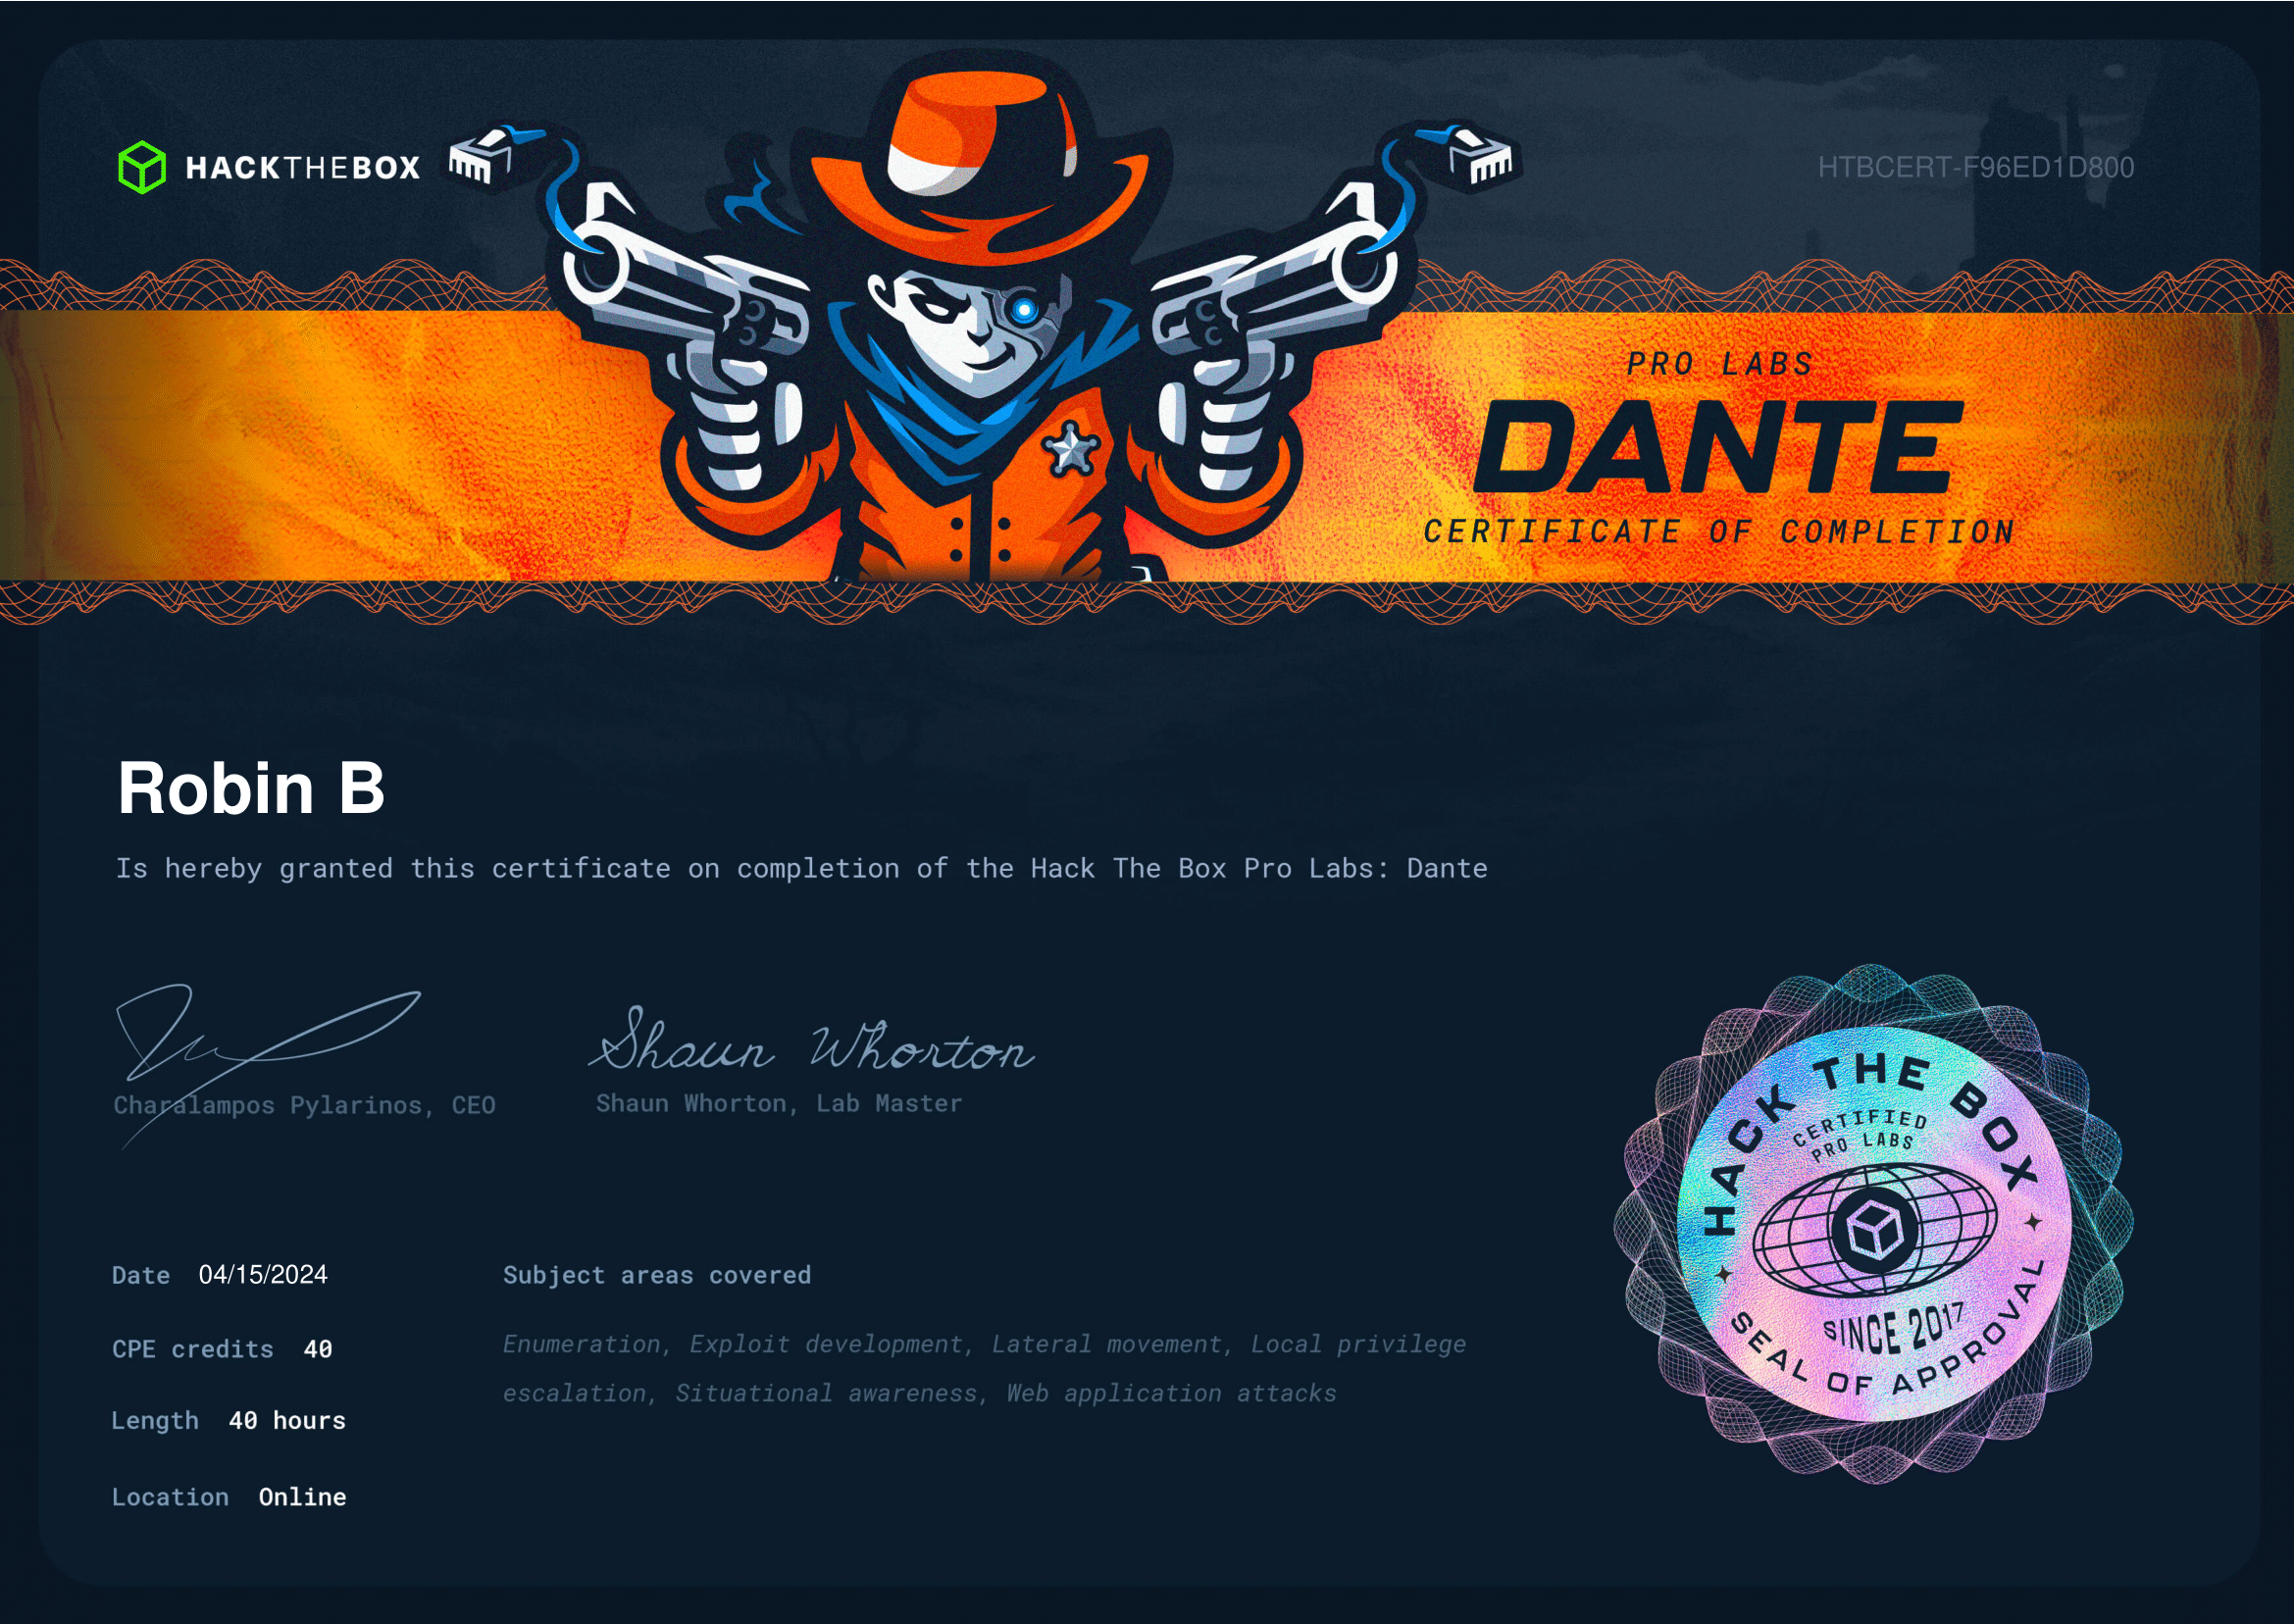 HACKTHEBOX
HTBCERT-F96ED1D800
PRO LABS
DANTE
CERTIFICATE OF COMPLETION
Robin B
Is hereby granted this certificate on completion of the Hack The Box Pro Labs: Dante
Shaun Whorton
Charalampos Pylarinos, CEO
Shaun Whorton, Lab Master
Date 04/15/2024
CPE credits 40
Length 40 hours
Location Online
Subject areas covered
Enumeration, Exploit development, Lateral movement, Local privilege
escalation, Situational awareness, Web application attacks
HACK THE BOX
CERTIFIED
PRO LABS
SINCE 2017
SEAL OF APPROVAL